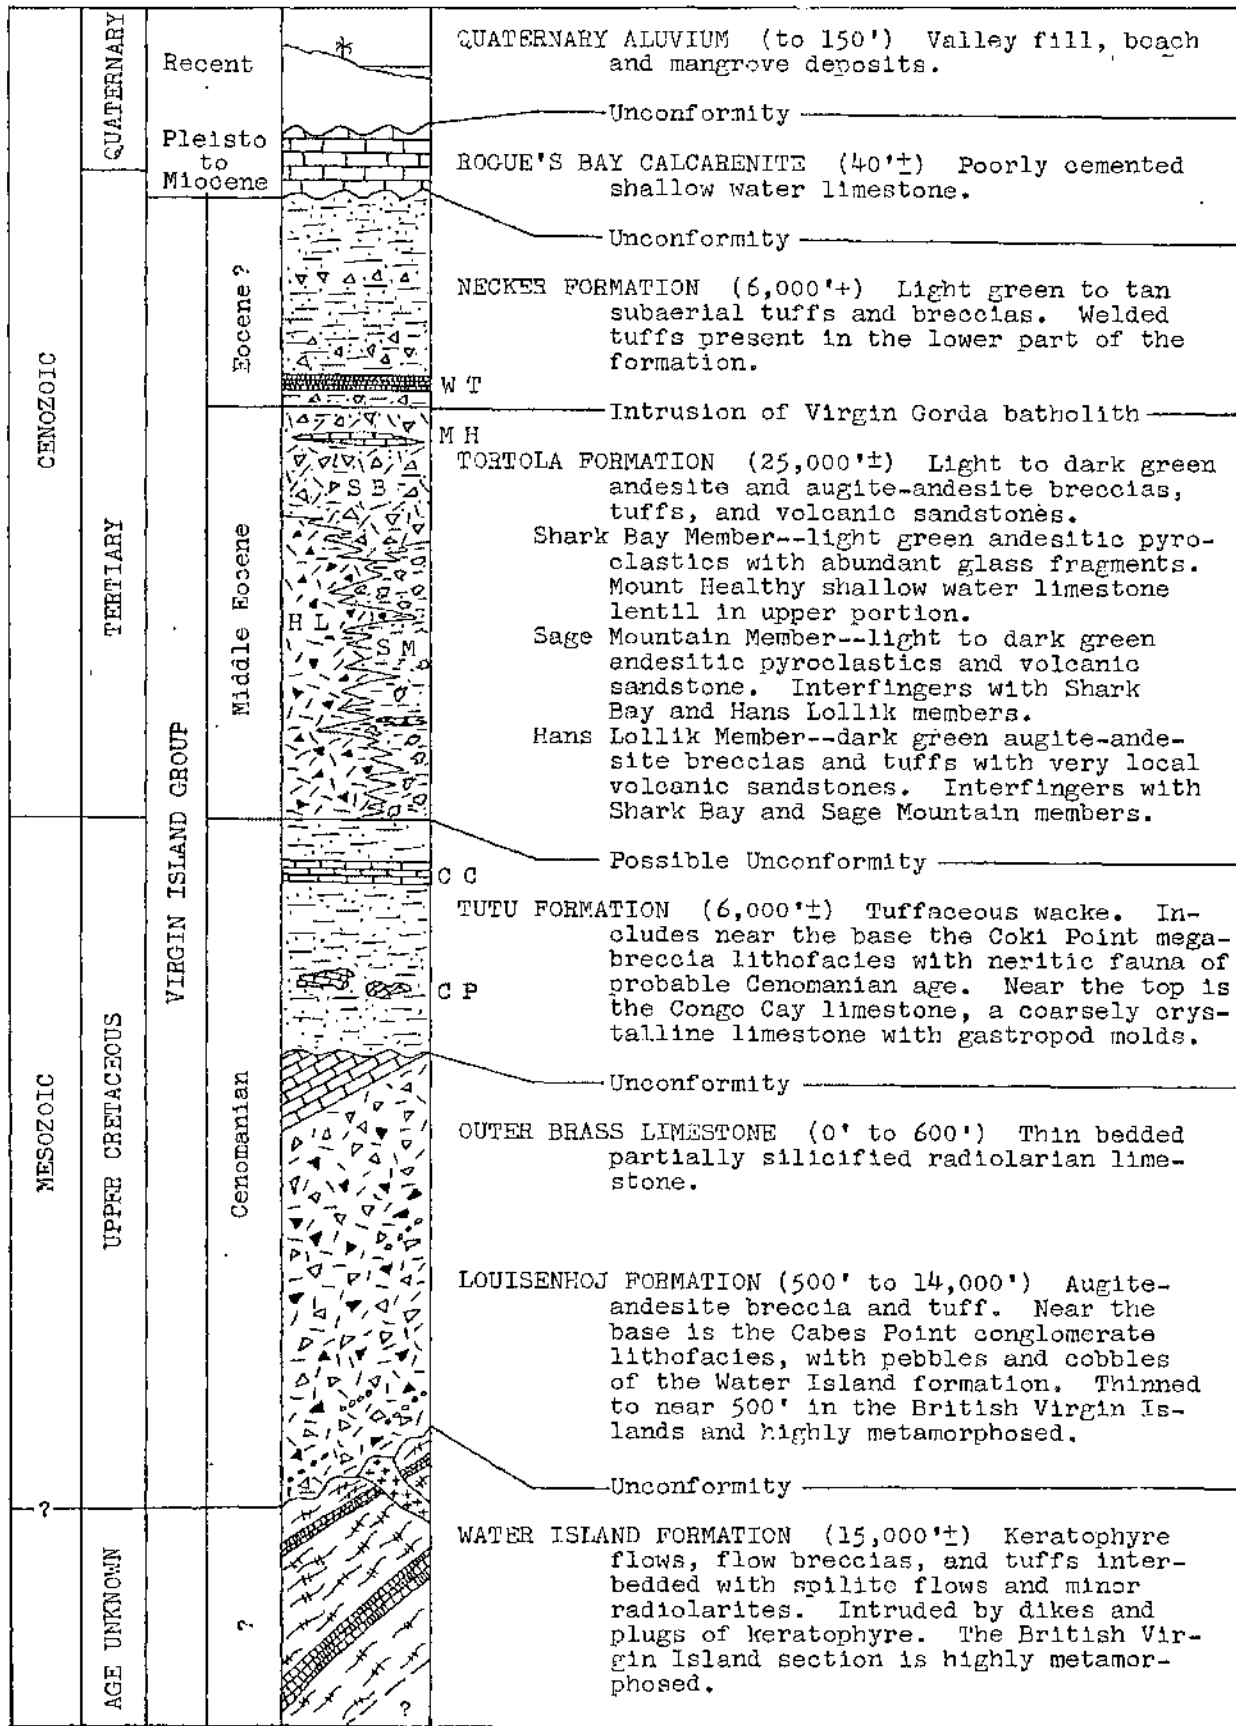 CENOZOIC
MESOZOIC
?
QUATERNARY
TERTIARY
UPPER CRETACEOUS
AGE UNKNOWN
VIRGIN ISLAND GROUP
Recent
Pleisto
to
Miocene
Eocene?
Middle Eocene
Cenomanian
?
W T
M H
S B
H L
S M
C C
C P
?
QUATERNARY ALUVIUM (to 150') Valley fill, beach
and mangrove deposits.
Unconformity
ROGUE'S BAY CALCARENITE (40'±) Poorly cemented
shallow water limestone.
Unconformity
NECKER FORMATION (6,000'+) Light green to tan
subaerial tuffs and breccias. Welded
tuffs present in the lower part of the
formation.
Intrusion of Virgin Gorda batholith
TORTOLA FORMATION (25,000'±) Light to dark green
andesite and augite-andesite breccias,
tuffs, and volcanic sandstones.
Shark Bay Member--light green andesitic pyro-
clastics with abundant glass fragments.
Mount Healthy shallow water limestone
lentil in upper portion.
Sage Mountain Member--light to dark green
andesitic pyroclastics and volcanic
sandstone. Interfingers with Shark
Bay and Hans Lollik members.
Hans Lollik Member--dark green augite-ande-
site breccias and tuffs with very local
volcanic sandstones. Interfingers with
Shark Bay and Sage Mountain members.
Possible Unconformity
TUTU FORMATION (6,000'±) Tuffaceous wacke. In-
cludes near the base the Coki Point mega-
breccia lithofacies with neritic fauna of
probable Cenomanian age. Near the top is
the Congo Cay limestone, a coarsely crys-
talline limestone with gastropod molds.
Unconformity
OUTER BRASS LIMESTONE (0' to 600') Thin bedded
partially silicified radiolarian lime-
stone.
LOUISENHOJ FORMATION (500' to 14,000') Augite-
andesite breccia and tuff. Near the
base is the Cabes Point conglomerate
lithofacies, with pebbles and cobbles
of the Water Island formation. Thinned
to near 500' in the British Virgin Is-
lands and highly metamorphosed.
Unconformity
WATER ISLAND FORMATION (15,000'±) Keratophyre
flows, flow breccias, and tuffs inter-
bedded with spilite flows and minor
radiolarites. Intruded by dikes and
plugs of keratophyre. The British Vir-
gin Island section is highly metamor-
phosed.